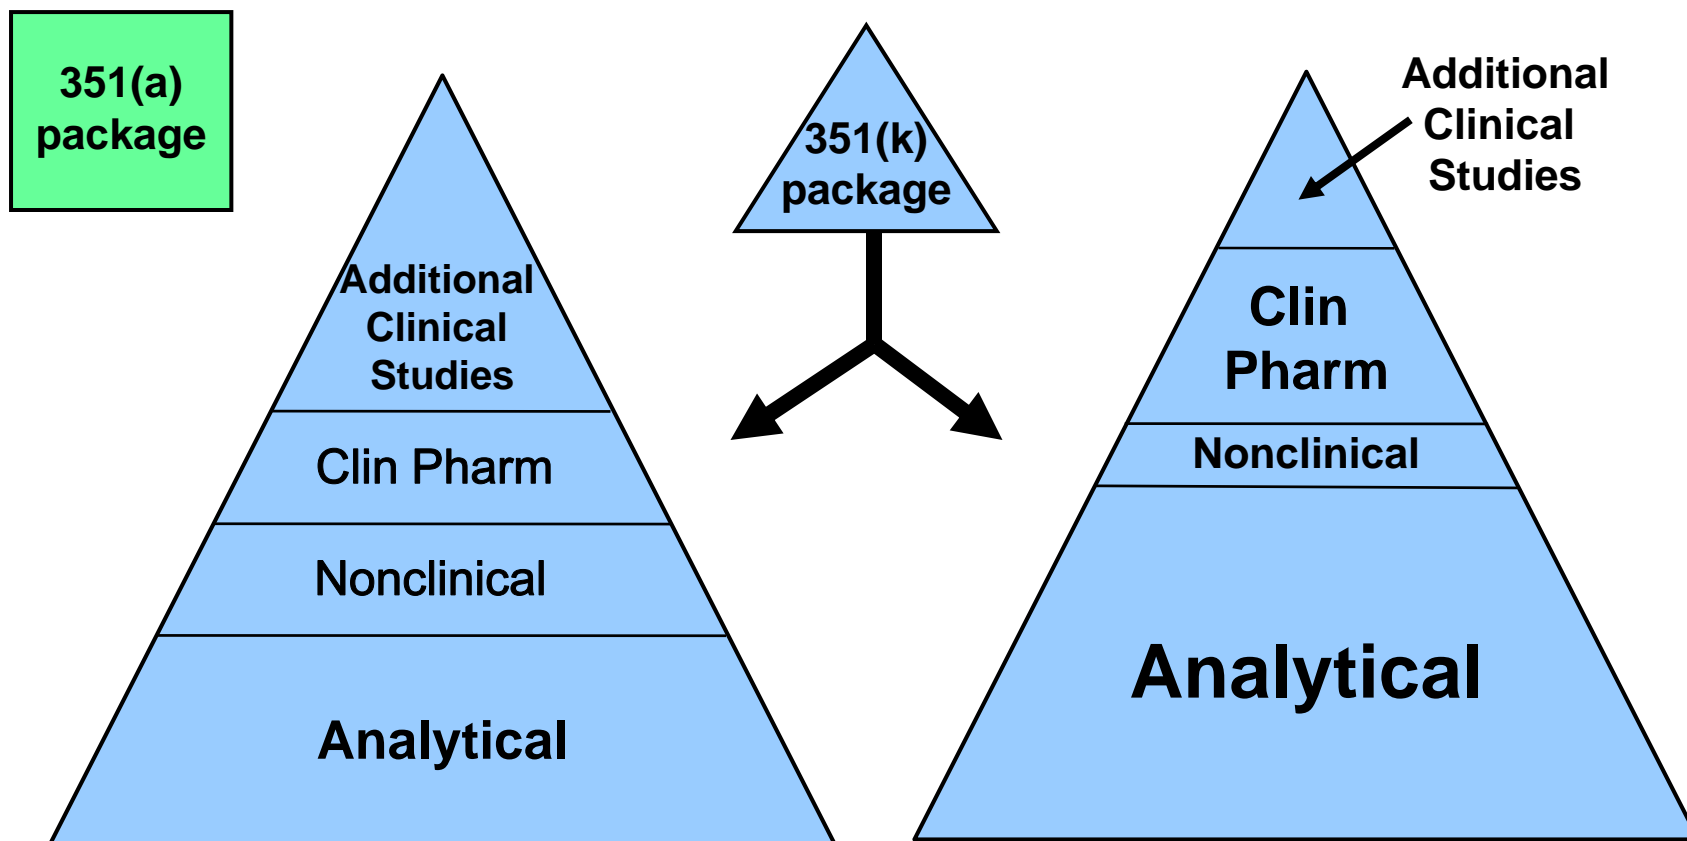 351(a)
package
Additional
Clinical
Studies
Clin Pharm
Nonclinical
Analytical
351(k)
package
Additional
Clinical
Studies
Clin
Pharm
Nonclinical
Analytical